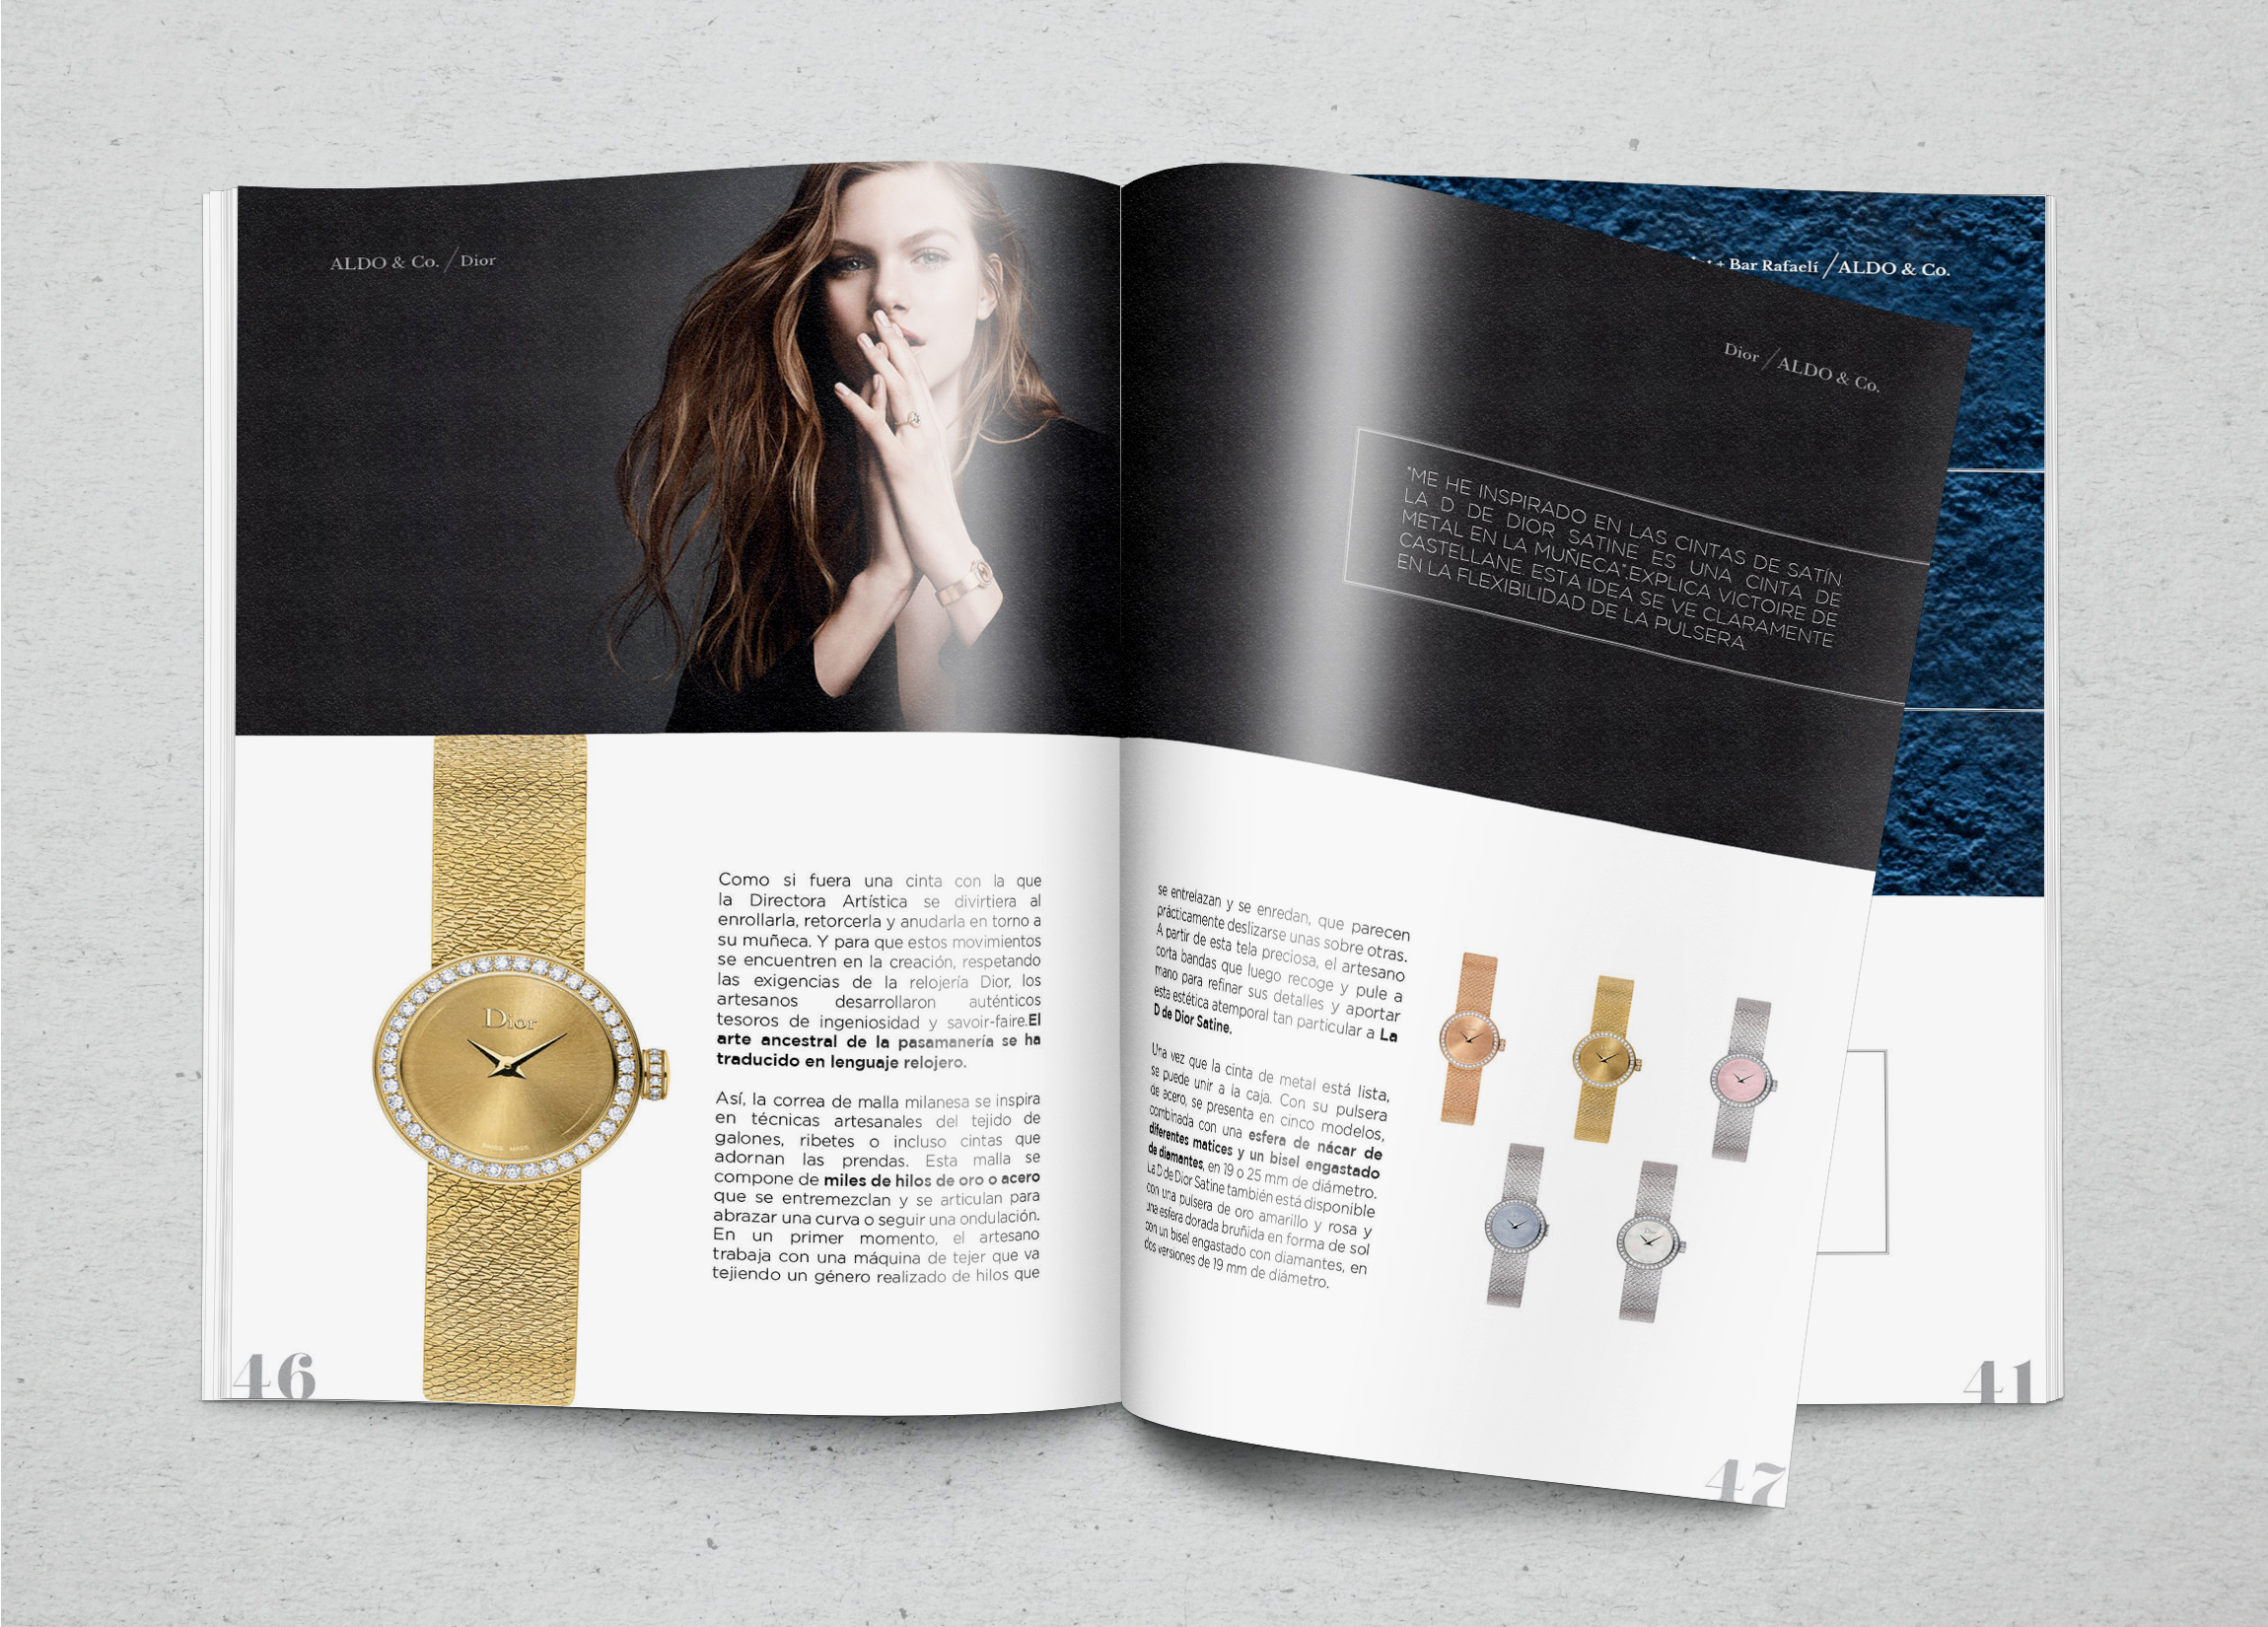 ALDO & Co. / Dior
Como si fuera una cinta con la que
la Directora Artística se divirtiera al
enrollarla, retorcerla y anudarla en torno a
su muñeca. Y para que estos movimientos
se encuentren en la creación, respetando
las exigencias de la relojería Dior, los
artesanos desarrollaron auténticos
tesoros de ingeniosidad y savoir-faire.El
arte ancestral de la pasamanería se ha
traducido en lenguaje relojero.
Así, la correa de malla milanesa se inspira
en técnicas artesanales del tejido de
galones, ribetes o incluso cintas que
adornan las prendas. Esta malla se
compone de miles de hilos de oro o acero
que se entremezclan y se articulan para
abrazar una curva o seguir una ondulación.
En un primer momento, el artesano
trabaja con una máquina de tejer que va
tejiendo un género realizado de hilos que
Dior
SWISS MADE
46
Dior / ALDO & Co.
"ME HE INSPIRADO EN LAS CINTAS DE SATÍN.
LA D DE DIOR SATINE ES UNA CINTA DE
METAL EN LA MUÑECA",EXPLICA VICTOIRE DE
CASTELLANE. ESTA IDEA SE VE CLARAMENTE
EN LA FLEXIBILIDAD DE LA PULSERA.
se entrelazan y se enredan, que parecen
prácticamente deslizarse unas sobre otras.
A partir de esta tela preciosa, el artesano
corta bandas que luego recoge y pule a
mano para refinar sus detalles y aportar
esta estética atemporal tan particular a La
D de Dior Satine.
Una vez que la cinta de metal está lista,
se puede unir a la caja. Con su pulsera
de acero, se presenta en cinco modelos,
combinada con una esfera de nácar de
diferentes matices y un bisel engastado
de diamantes, en 19 o 25 mm de diámetro.
La D de Dior Satine también está disponible
con una pulsera de oro amarillo y rosa y
una esfera dorada bruñida en forma de sol
con un bisel engastado con diamantes, en
dos versiones de 19 mm de diámetro.
47
+ Bar Rafaelí / ALDO & Co.
41